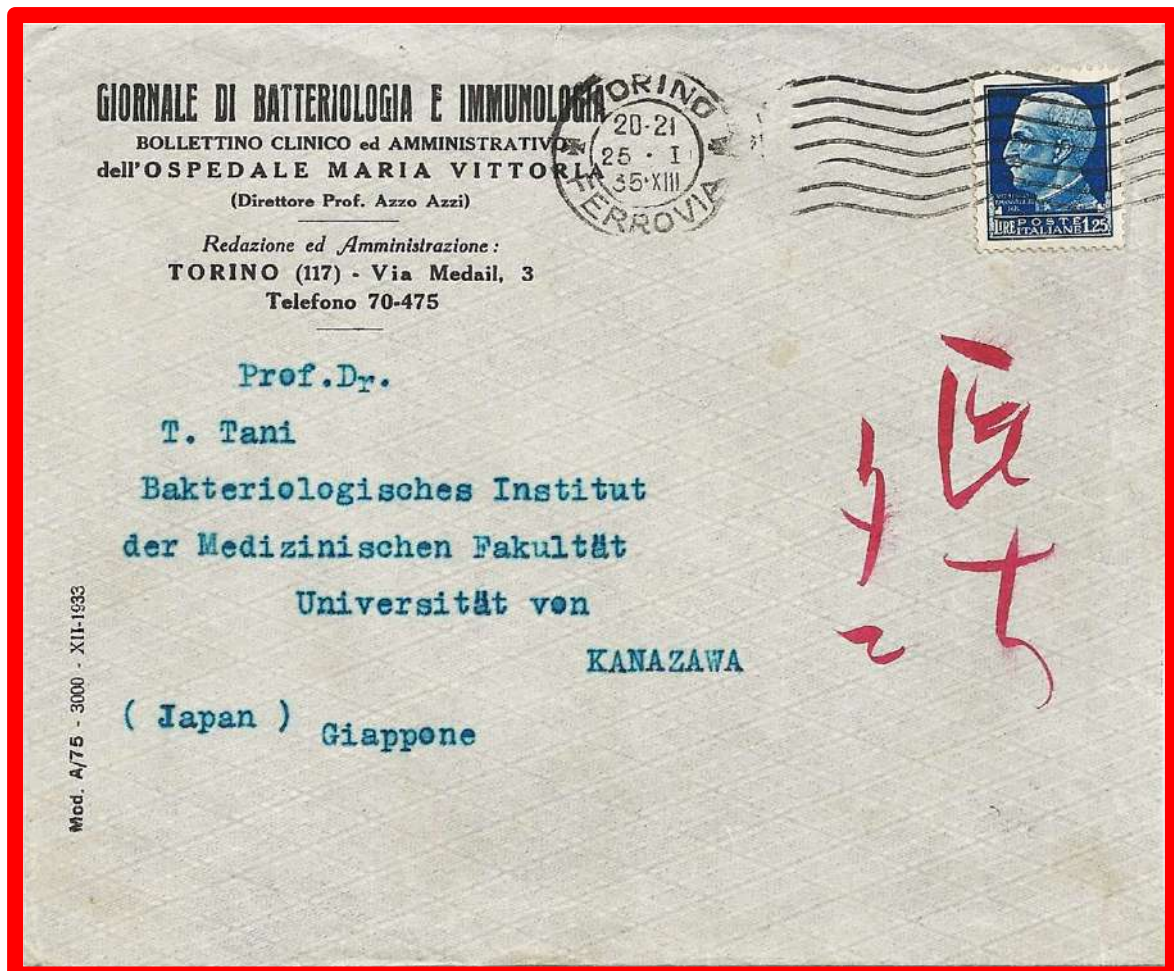 GIORNALE DI BATTERIOLOGIA E IMMUNOLOGIA
BOLLETTINO CLINICO ed AMMINISTRATIVO
dell'OSPEDALE MARIA VITTORIA
(Direttore Prof. Azzo Azzi)
Redazione ed Amministrazione:
TORINO (117) - Via Medail, 3
Telefono 70-475
TORINO
20-21
25 · I
35·XIII
FERROVIA
LIRE POSTE ITALIANE 1.25
Prof.Dr.
T. Tani
Bakteriologisches Institut
der Medizinischen Fakultät
Universität von
KANAZAWA
( Japan ) Giappone
Mod. A/75 - 3000 - XII-1933